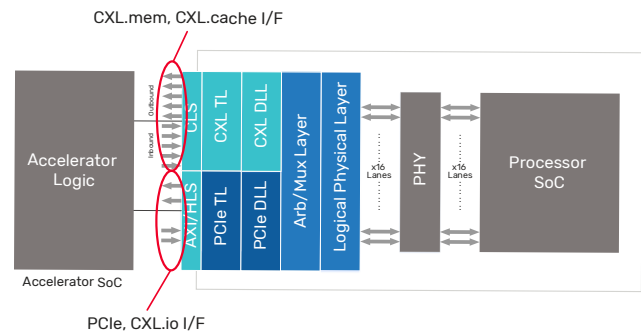 CXL.mem, CXL.cache I/F
Accelerator
Logic
Accelerator SoC
Outbound
Inbound
CLS
CXL TL
CXL DLL
AXI/HLS
PCIe TL
PCIe DLL
Arb/Mux Layer
Logical Physical Layer
x16
Lanes
PHY
x16
Lanes
Processor
SoC
PCIe, CXL.io I/F